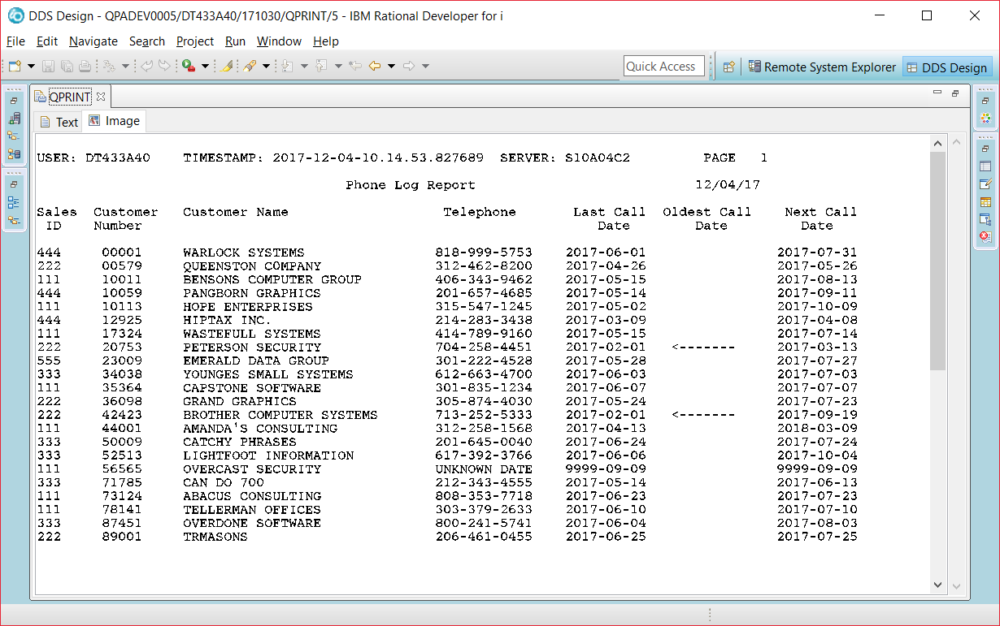 DDS Design - QPADEV0005/DT433A40/171030/QPRINT/5 - IBM Rational Developer for i
File Edit Navigate Search Project Run Window Help
Quick Access Remote System Explorer DDS Design
QPRINT
Text Image
USER: DT433A40 TIMESTAMP: 2017-12-04-10.14.53.827689 SERVER: S10A04C2 PAGE 1
Phone Log Report 12/04/17
Sales Customer Customer Name Telephone Last Call Oldest Call Next Call
ID Number Date Date Date
444 00001 WARLOCK SYSTEMS 818-999-5753 2017-06-01 2017-07-31
222 00579 QUEENSTON COMPANY 312-462-8200 2017-04-26 2017-05-26
111 10011 BENSONS COMPUTER GROUP 406-343-9462 2017-05-15 2017-08-13
444 10059 PANGBORN GRAPHICS 201-657-4685 2017-05-14 2017-09-11
111 10113 HOPE ENTERPRISES 315-547-1245 2017-05-02 2017-10-09
444 12925 HIPTAX INC. 214-283-3438 2017-03-09 2017-04-08
111 17324 WASTEFULL SYSTEMS 414-789-9160 2017-05-15 2017-07-14
222 20753 PETERSON SECURITY 704-258-4451 2017-02-01 <------- 2017-03-13
555 23009 EMERALD DATA GROUP 301-222-4528 2017-05-28 2017-07-27
333 34038 YOUNGES SMALL SYSTEMS 612-663-4700 2017-06-03 2017-07-03
111 35364 CAPSTONE SOFTWARE 301-835-1234 2017-06-07 2017-07-07
222 36098 GRAND GRAPHICS 305-874-4030 2017-05-24 2017-07-23
222 42423 BROTHER COMPUTER SYSTEMS 713-252-5333 2017-02-01 <------- 2017-09-19
111 44001 AMANDA'S CONSULTING 312-258-1568 2017-04-13 2018-03-09
333 50009 CATCHY PHRASES 201-645-0040 2017-06-24 2017-07-24
333 52513 LIGHTFOOT INFORMATION 617-392-3766 2017-06-06 2017-10-04
111 56565 OVERCAST SECURITY UNKNOWN DATE 9999-09-09 9999-09-09
333 71785 CAN DO 700 212-343-4555 2017-05-14 2017-06-13
111 73124 ABACUS CONSULTING 808-353-7718 2017-06-23 2017-07-23
111 78141 TELLERMAN OFFICES 303-379-2633 2017-06-10 2017-07-10
333 87451 OVERDONE SOFTWARE 800-241-5741 2017-06-04 2017-08-03
222 89001 TRMASONS 206-461-0455 2017-06-25 2017-07-25